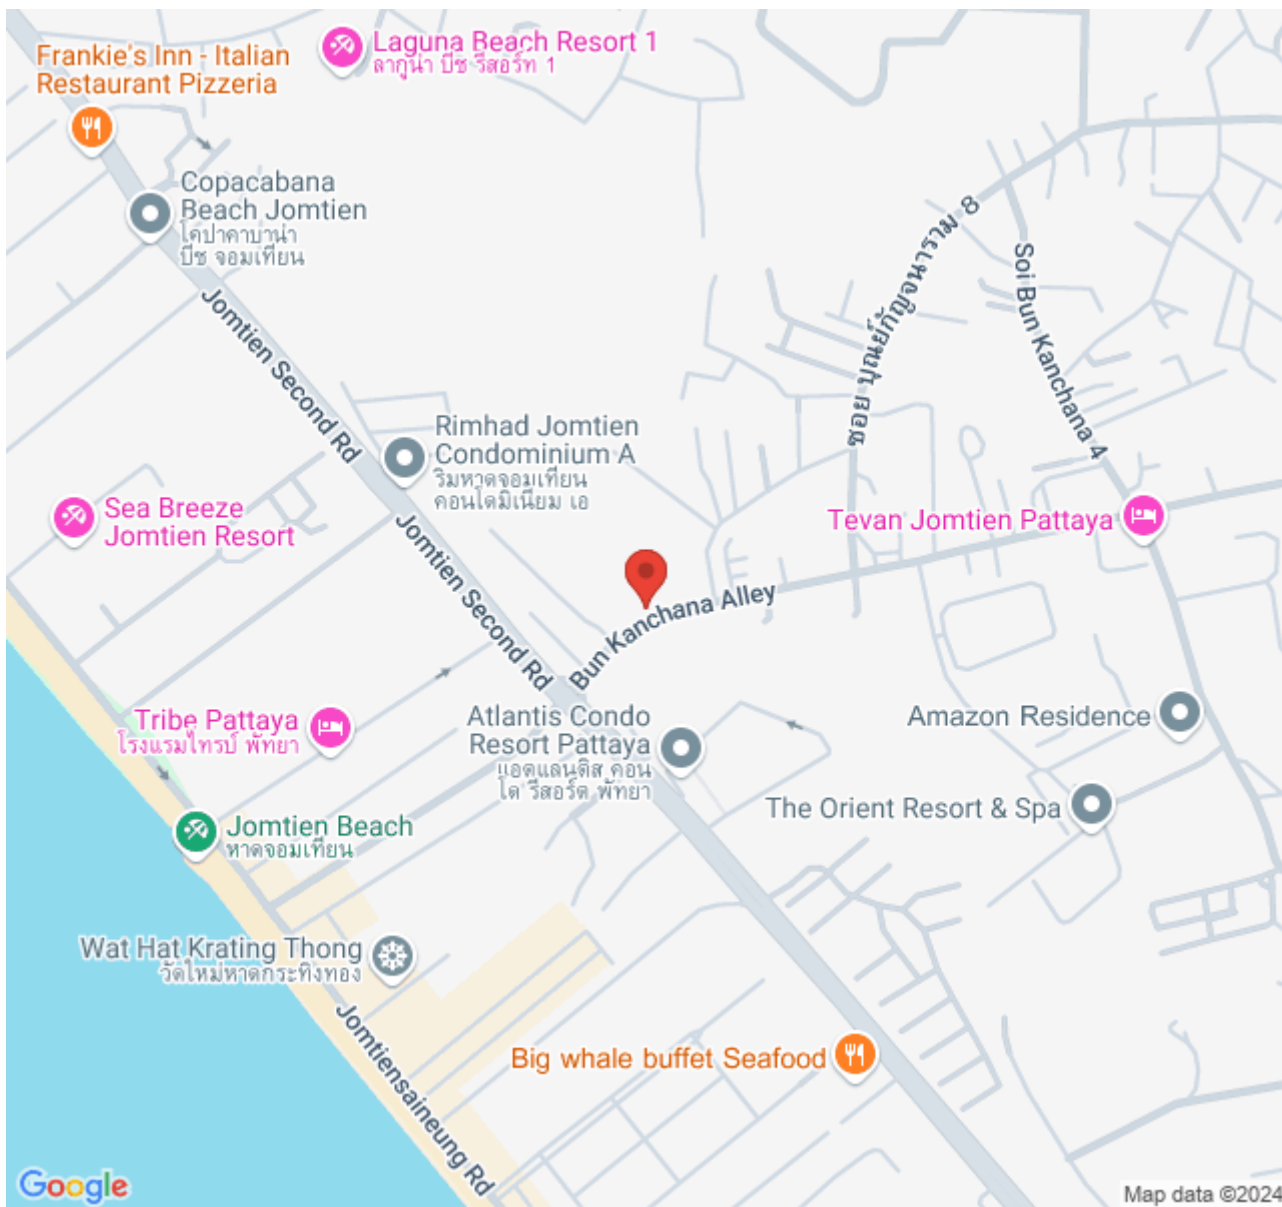 Laguna Beach Resort 1
ลากูน่า บีช รีสอร์ท 1
Frankie's Inn - Italian
Restaurant Pizzeria
Copacabana
Beach Jomtien
โคปาคาบาน่า
บีช จอมเทียน
ซอย บุณย์กัญจนาราม 8
Soi Bun Kanchana 4
Jomtien Second Rd
Rimhad Jomtien
Condominium A
ริมหาดจอมเทียน
คอนโดมิเนียม เอ
Sea Breeze
Jomtien Resort
Jomtien Second Rd
Tevan Jomtien Pattaya
Bun Kanchana Alley
Tribe Pattaya
โรงแรมไทรบ์ พัทยา
Atlantis Condo
Resort Pattaya
แอตแลนติส คอน
โด รีสอร์ต พัทยา
Amazon Residence
The Orient Resort & Spa
Jomtien Beach
หาดจอมเทียน
Wat Hat Krating Thong
วัดใหม่หาดกระทิงทอง
Jomtiensaineung Rd
Big whale buffet Seafood
Google
Map data ©2024